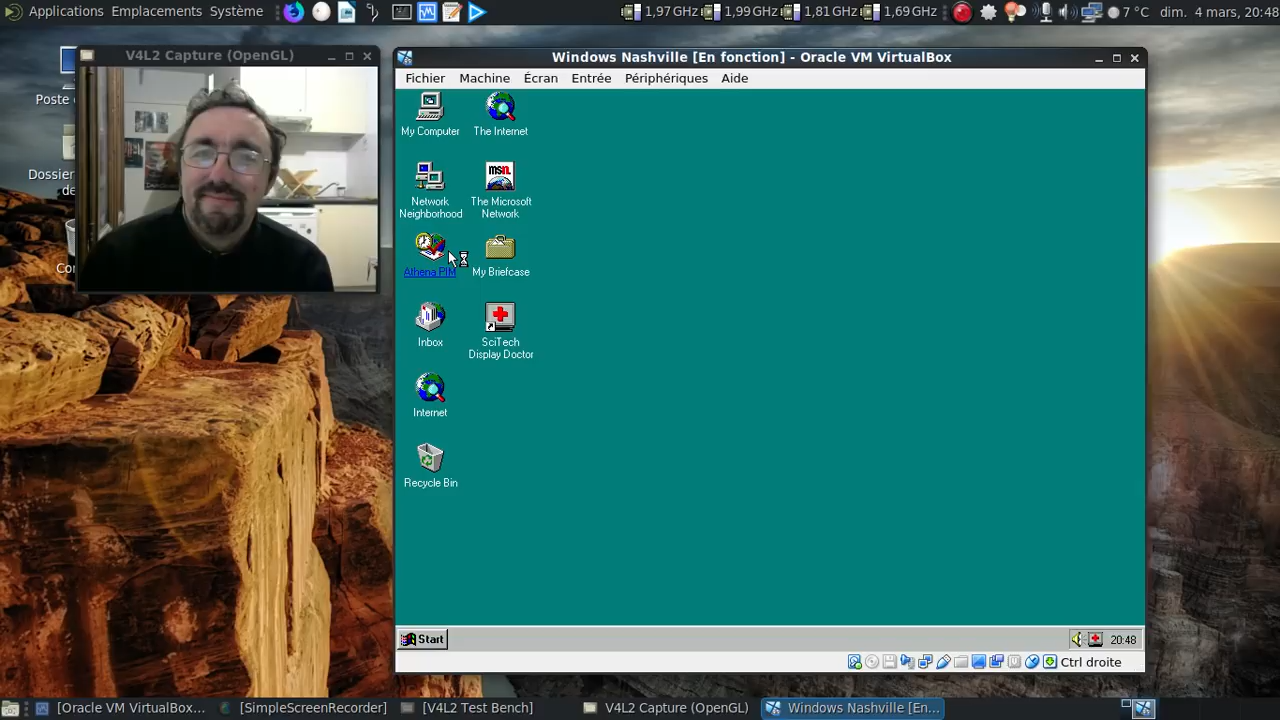 Applications Emplacements Système
1,97 GHz 1,99 GHz 1,81 GHz 1,69 GHz 7 °C dim. 4 mars, 20:48
V4L2 Capture (OpenGL)
Windows Nashville [En fonction] - Oracle VM VirtualBox
Fichier Machine Écran Entrée Périphériques Aide
Poste
Dossier
de
Co
My Computer
The Internet
msn
Network
Neighborhood
The Microsoft
Network
Athena PIM
My Briefcase
Inbox
SciTech
Display Doctor
Internet
Recycle Bin
Start
20:48
Ctrl droite
[Oracle VM VirtualBox... [SimpleScreenRecorder] [V4L2 Test Bench] V4L2 Capture (OpenGL) Windows Nashville [En...